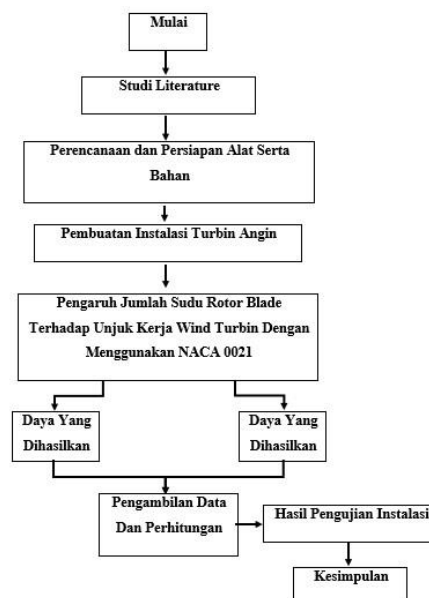 Mulai
Studi Literature
Perencanaan dan Persiapan Alat Serta
Bahan
Pembuatan Instalasi Turbin Angin
Pengaruh Jumlah Sudu Rotor Blade
Terhadap Unjuk Kerja Wind Turbin Dengan
Menggunakan NACA 0021
Daya Yang
Dihasilkan
Daya Yang
Dihasilkan
Pengambilan Data
Dan Perhitungan
Hasil Pengujian Instalasi
Kesimpulan